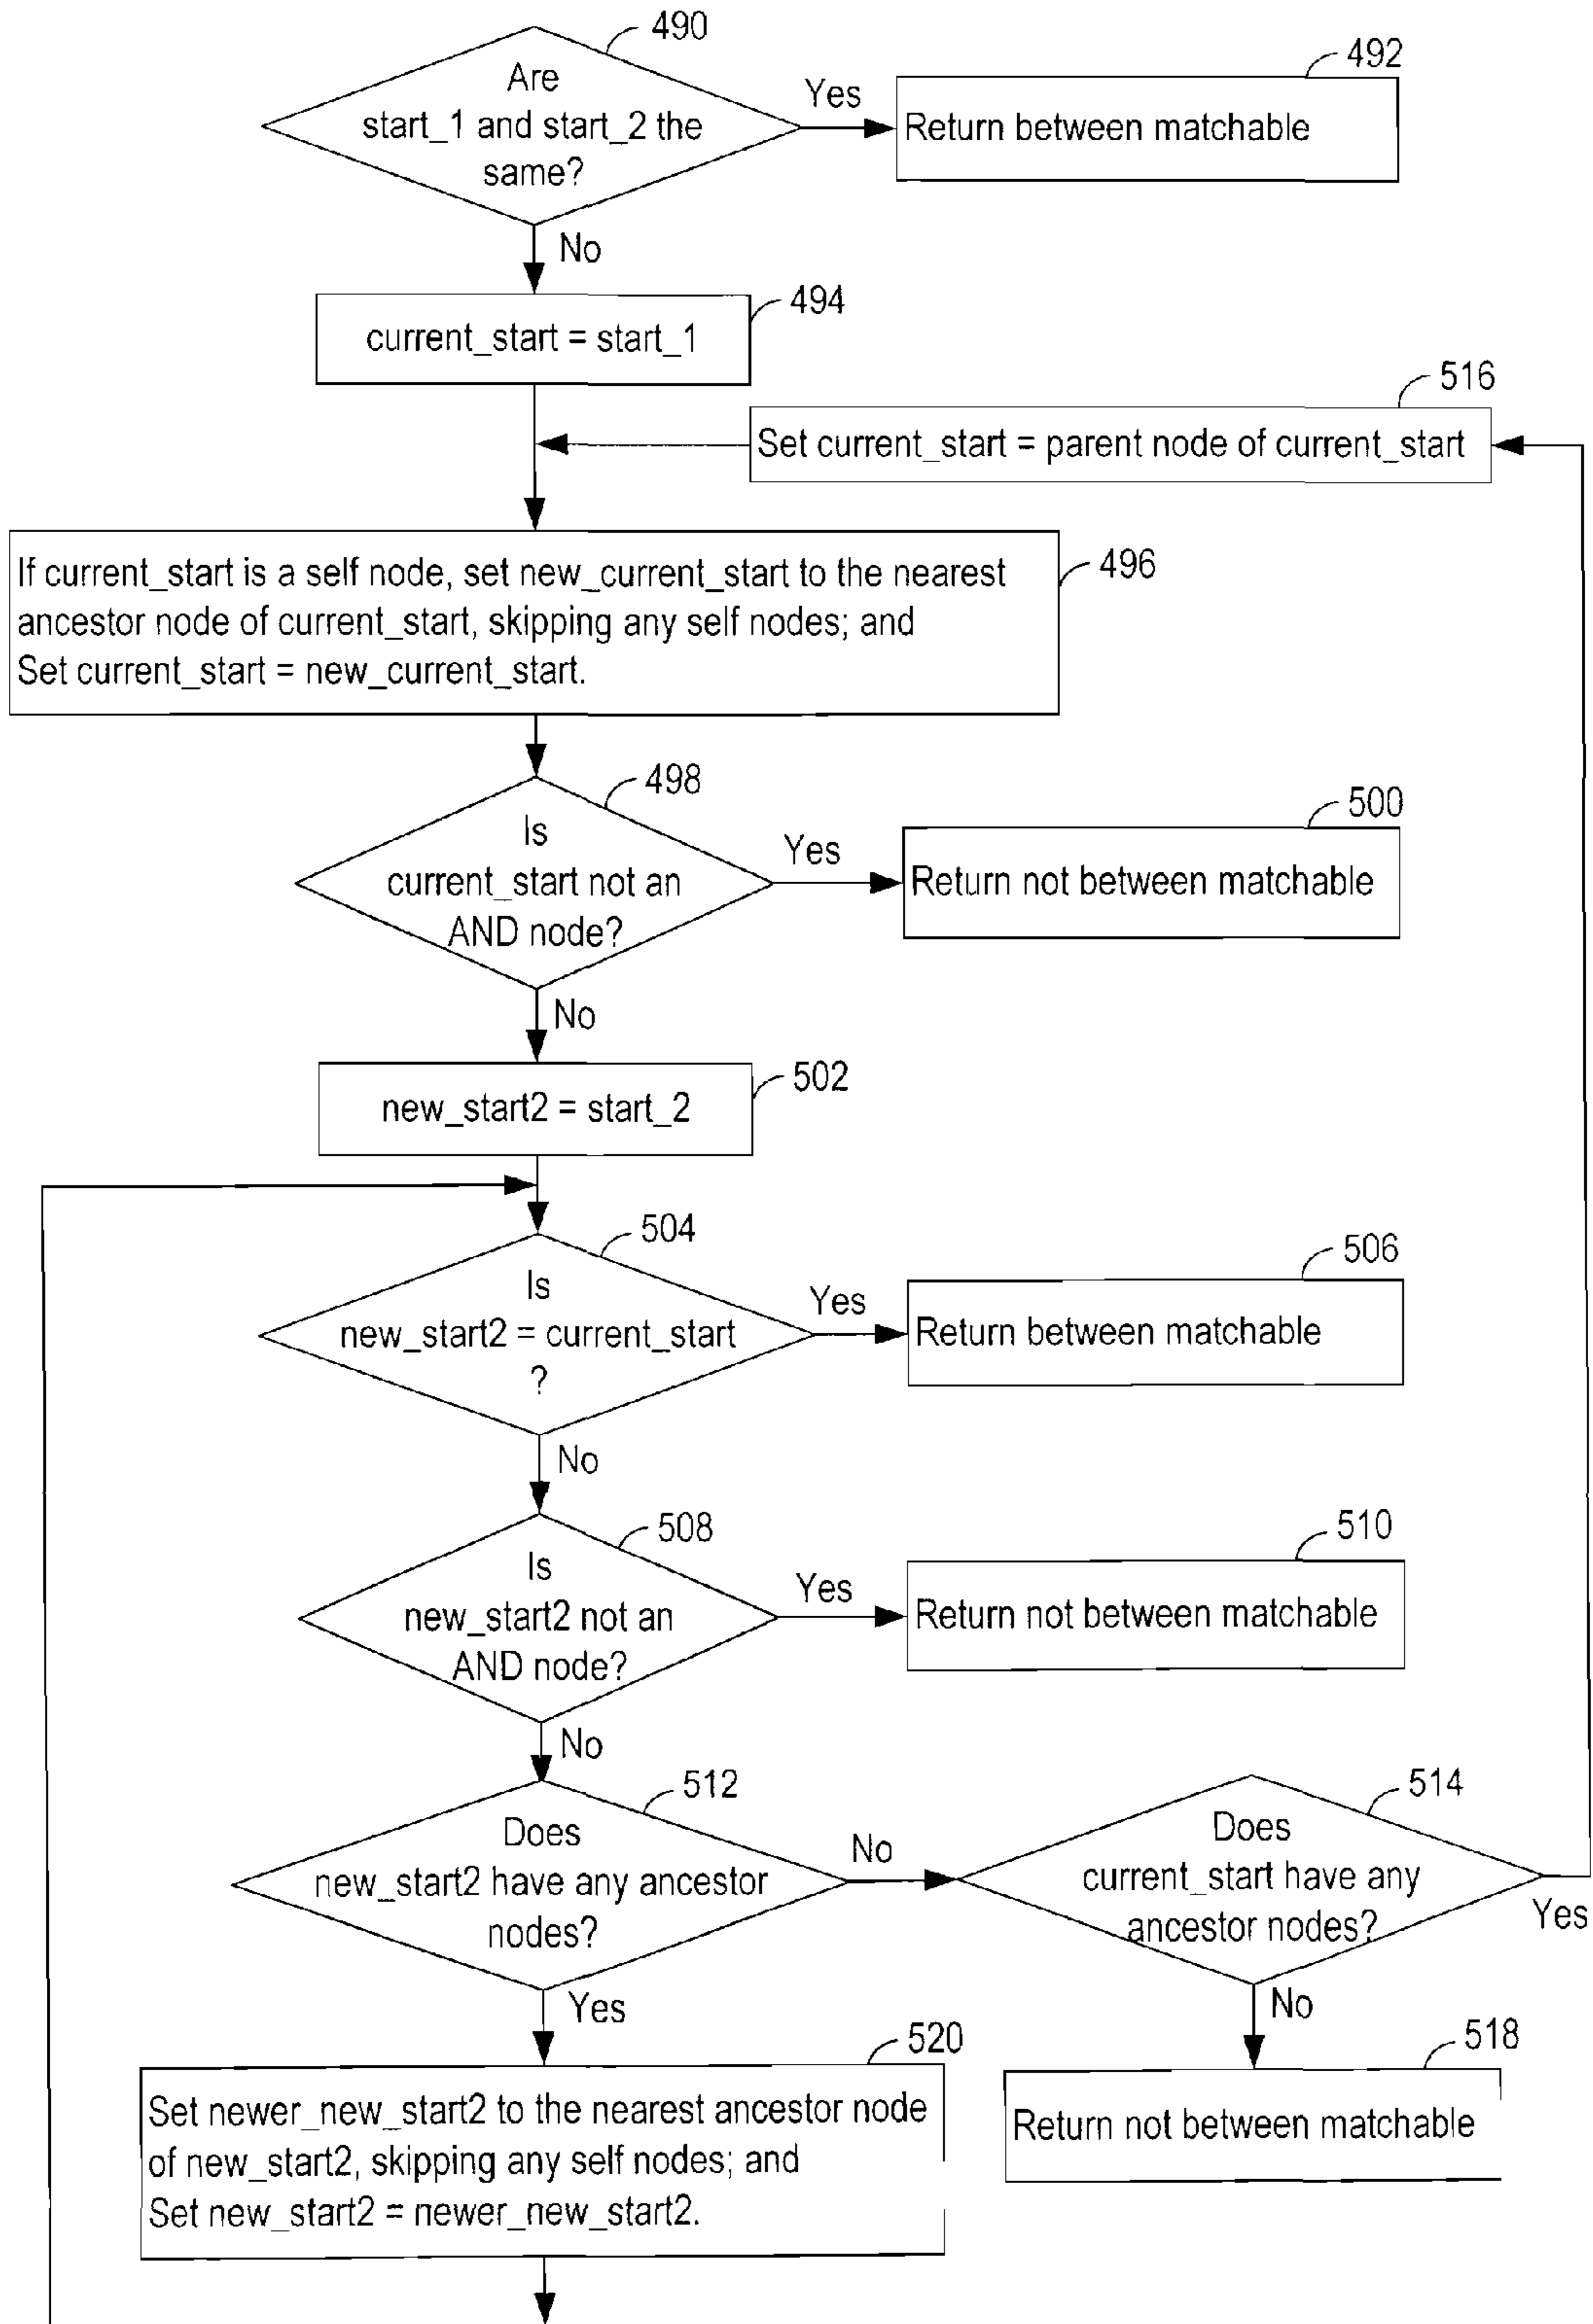 490
Are
start_1 and start_2 the
same?
Yes
492
Return between matchable
No
494
current_start = start_1
516
Set current_start = parent node of current_start
496
If current_start is a self node, set new_current_start to the nearest
ancestor node of current_start, skipping any self nodes; and
Set current_start = new_current_start.
498
Is
current_start not an
AND node?
Yes
500
Return not between matchable
No
502
new_start2 = start_2
504
Is
new_start2 = current_start
?
Yes
506
Return between matchable
No
508
Is
new_start2 not an
AND node?
Yes
510
Return not between matchable
No
512
Does
new_start2 have any ancestor
nodes?
No
514
Does
current_start have any
ancestor nodes?
Yes
Yes
No
520
Set newer_new_start2 to the nearest ancestor node
of new_start2, skipping any self nodes; and
Set new_start2 = newer_new_start2.
518
Return not between matchable